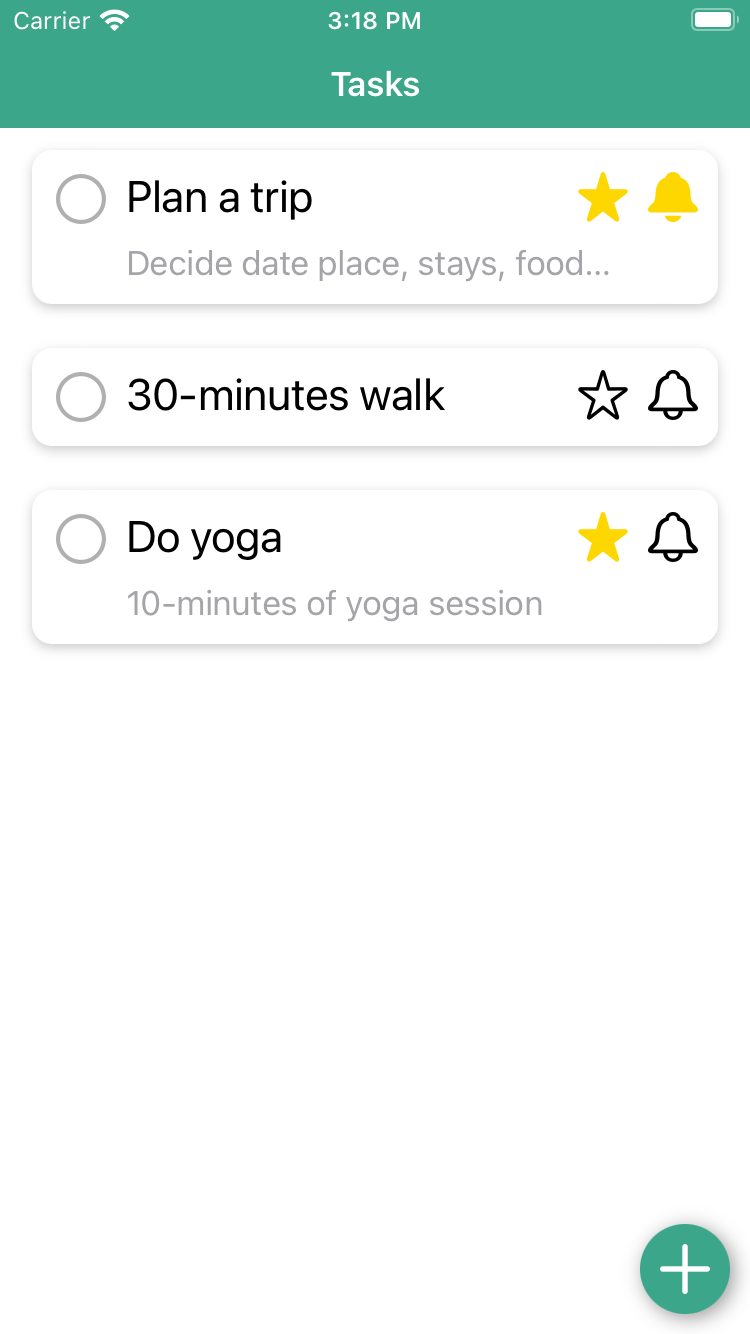 Carrier 3:18 PM
Tasks
Plan a trip
Decide date place, stays, food...
30-minutes walk
Do yoga
10-minutes of yoga session